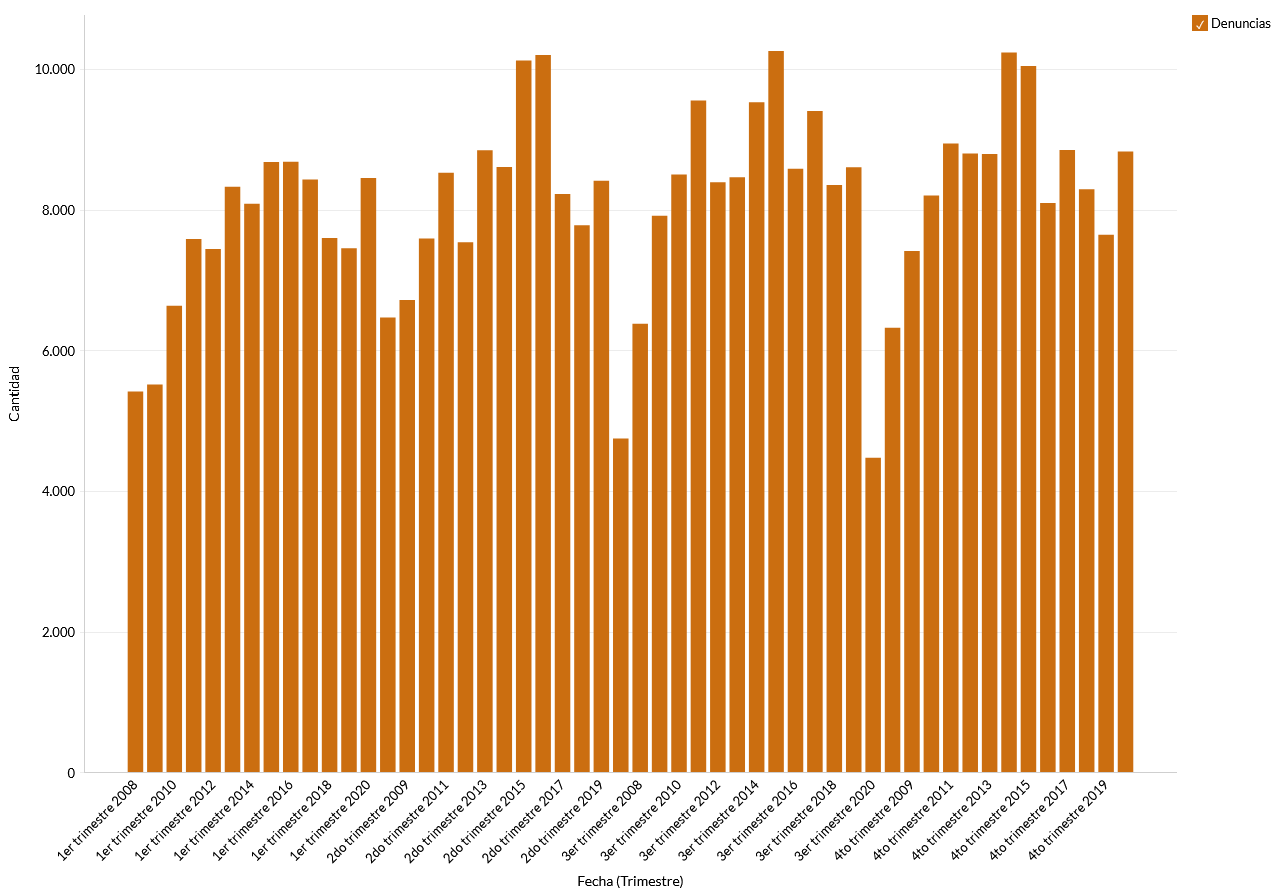 Denuncias
10.000
8.000
6.000
4.000
2.000
0
Cantidad
1er trimestre 2008
1er trimestre 2010
1er trimestre 2012
1er trimestre 2014
1er trimestre 2016
1er trimestre 2018
1er trimestre 2020
2do trimestre 2009
2do trimestre 2011
2do trimestre 2013
2do trimestre 2015
2do trimestre 2017
2do trimestre 2019
3er trimestre 2008
3er trimestre 2010
3er trimestre 2012
3er trimestre 2014
3er trimestre 2016
3er trimestre 2018
3er trimestre 2020
4to trimestre 2009
4to trimestre 2011
4to trimestre 2013
4to trimestre 2015
4to trimestre 2017
4to trimestre 2019
Fecha (Trimestre)